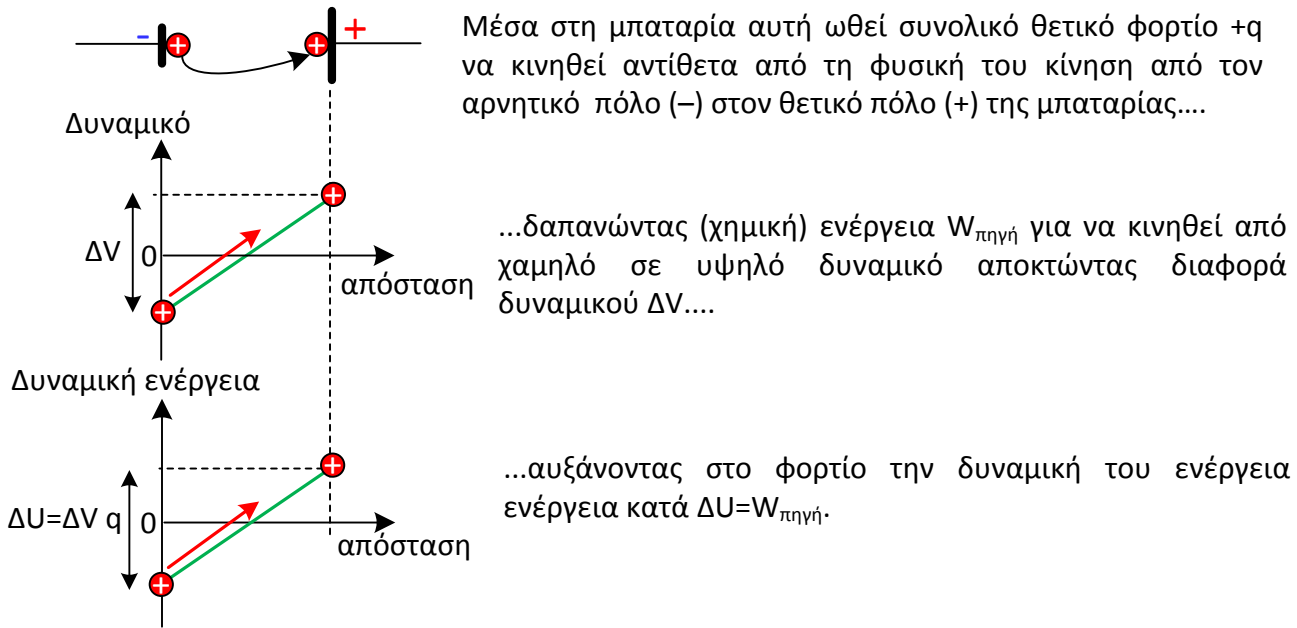 - +
Μέσα στη μπαταρία αυτή ωθεί συνολικό θετικό φορτίο +q
να κινηθεί αντίθετα από τη φυσική του κίνηση από τον
αρνητικό πόλο (–) στον θετικό πόλο (+) της μπαταρίας....
Δυναμικό
...δαπανώντας (χημική) ενέργεια Wπηγή για να κινηθεί από
χαμηλό σε υψηλό δυναμικό αποκτώντας διαφορά
δυναμικού ΔV....
ΔV 0
απόσταση
Δυναμική ενέργεια
...αυξάνοντας στο φορτίο την δυναμική του ενέργεια
ενέργεια κατά ΔU=Wπηγή.
ΔU=ΔV q 0
απόσταση